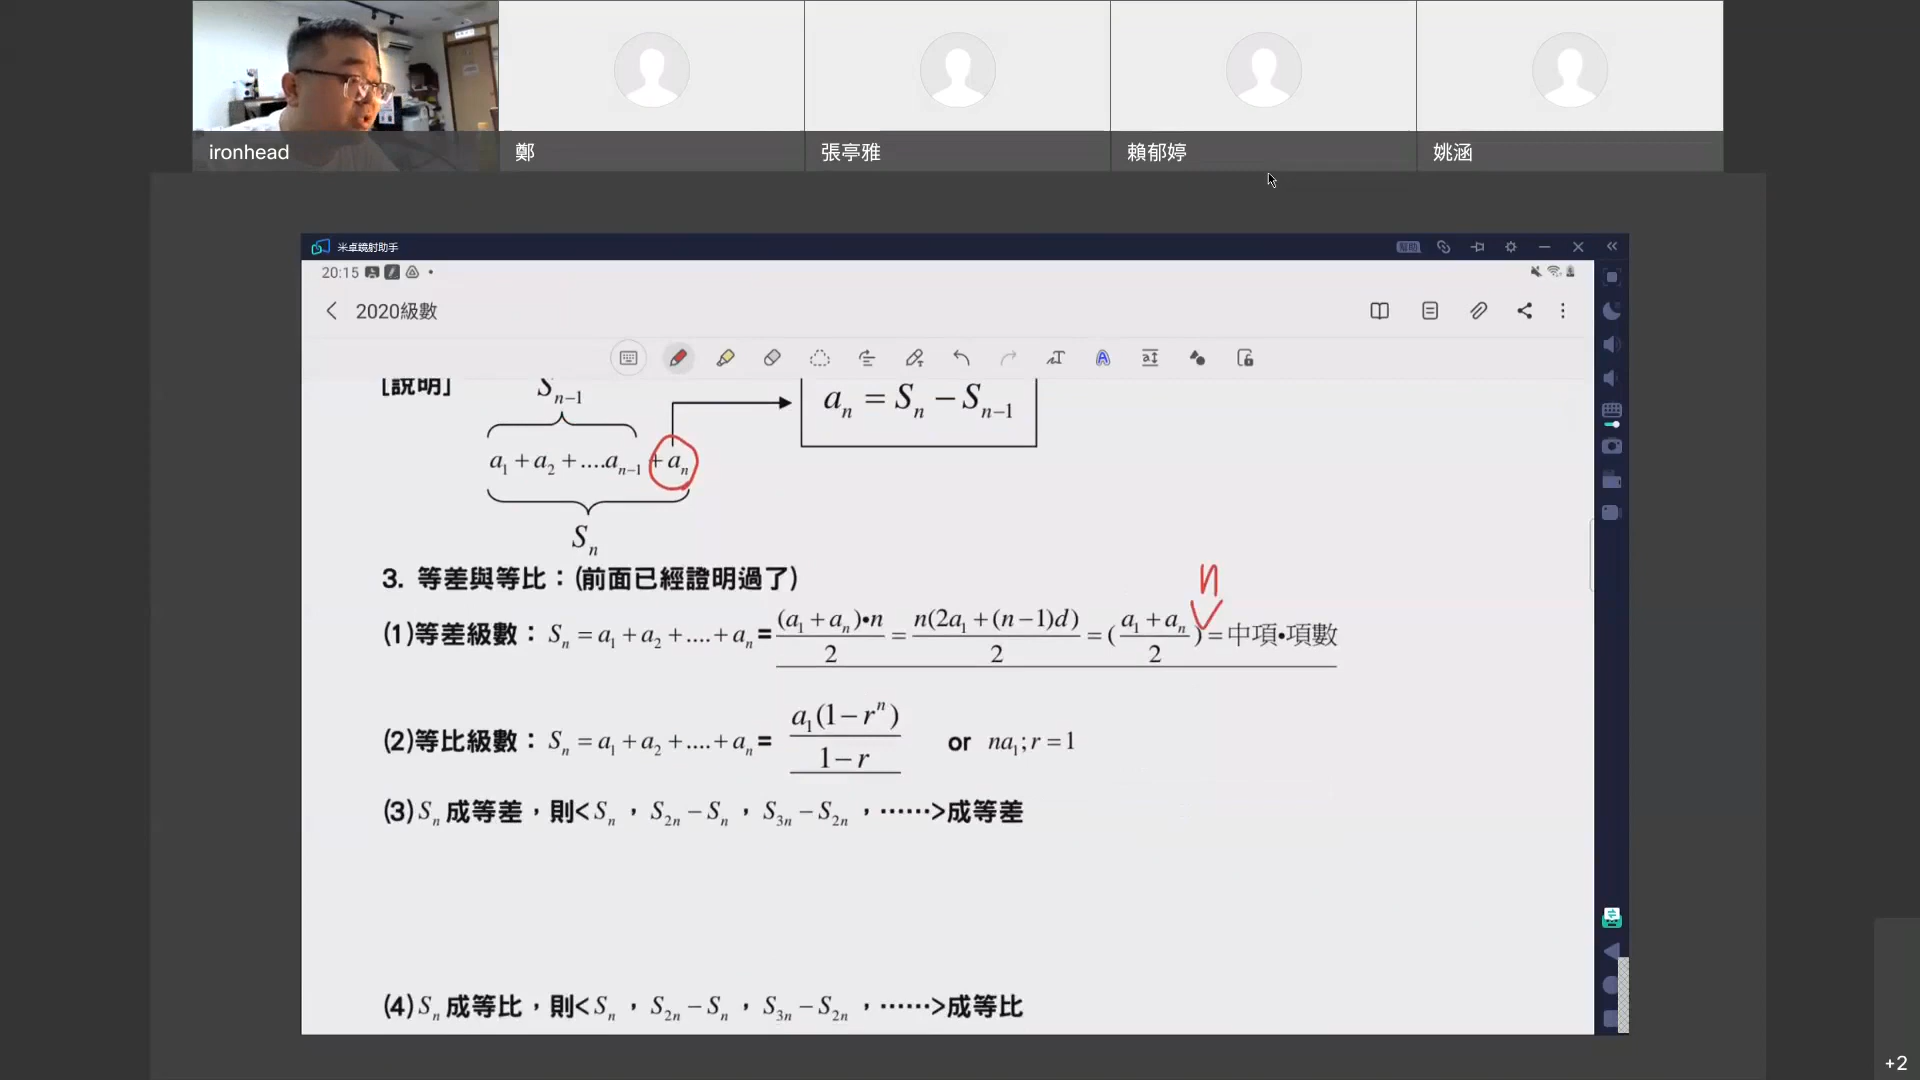 ironhead
鄭
張亭雅
賴郁婷
姚涵
米卓鏡射助手
20:15
2020級數
[説明]
S_{n-1}
a_n = S_n − S_{n-1}
a_1 + a_2 + ....a_{n-1} + a_n
S_n
3. 等差與等比：(前面已經證明過了)
n
(1)等差級數：S_n = a_1 + a_2 + .... + a_n = (a_1 + a_n)•n / 2 = n(2a_1 + (n−1)d) / 2 = ((a_1 + a_n) / 2) = 中項•項數
(2)等比級數：S_n = a_1 + a_2 + .... + a_n = a_1(1 − r^n) / (1 − r) or na_1; r = 1
(3) S_n 成等差，則< S_n ， S_{2n} − S_n ， S_{3n} − S_{2n} ，⋯⋯>成等差
(4) S_n 成等比，則< S_n ， S_{2n} − S_n ， S_{3n} − S_{2n} ，⋯⋯>成等比
+2